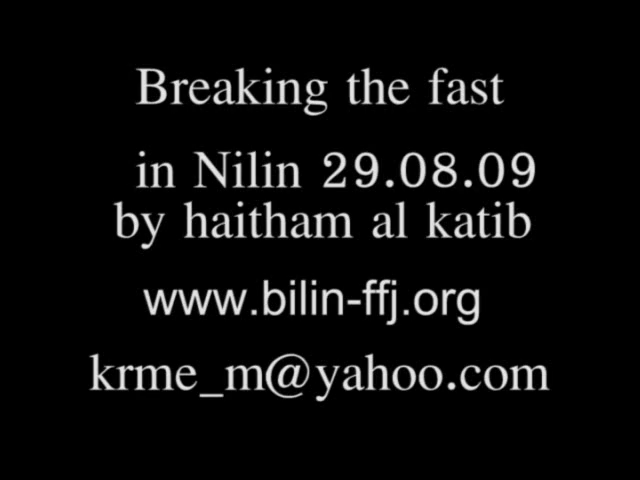 Breaking the fast
in Nilin 29.08.09
by haitham al katib
www.bilin-ffj.org
krme_m@yahoo.com